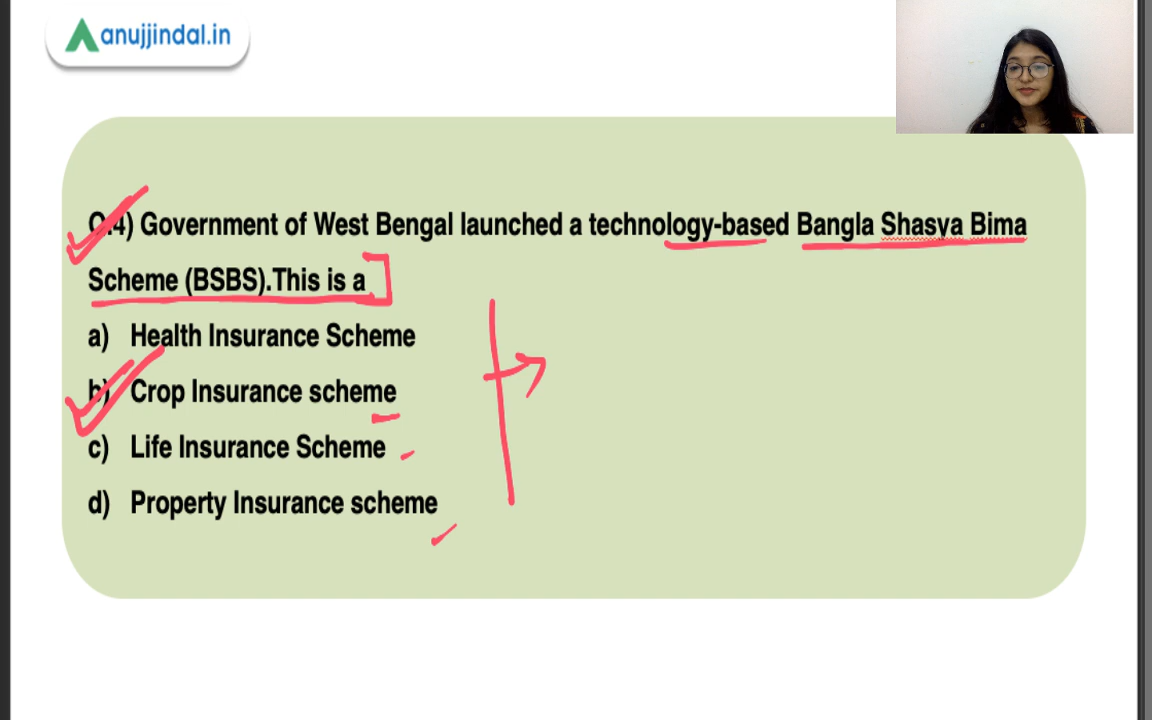 anujjindal.in
Q.4) Government of West Bengal launched a technology-based Bangla Shasya Bima
Scheme (BSBS).This is a
a) Health Insurance Scheme
b) Crop Insurance scheme
c) Life Insurance Scheme
d) Property Insurance scheme